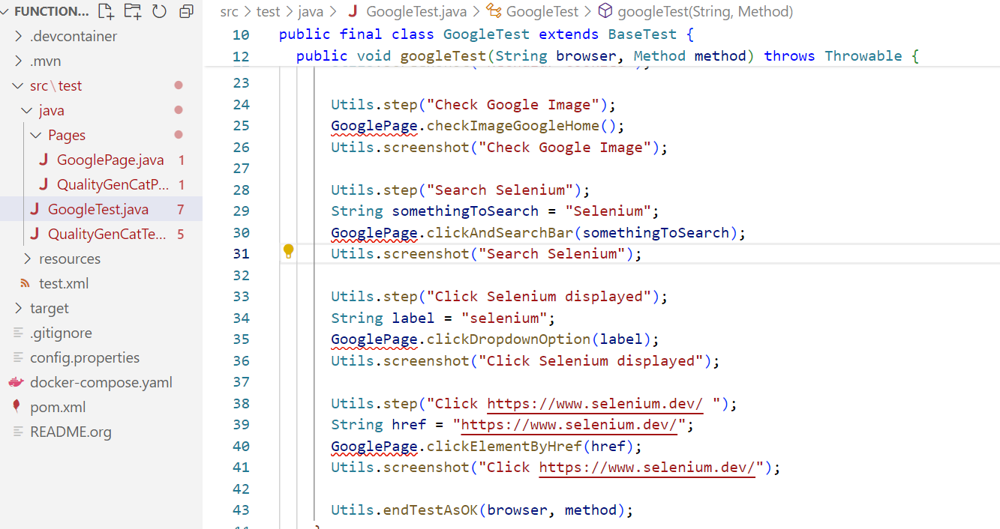 FUNCTION...
.devcontainer
.mvn
src\test
java
Pages
GooglePage.java 1
QualityGenCatP... 1
GoogleTest.java 7
QualityGenCatTe... 5
resources
test.xml
target
.gitignore
config.properties
docker-compose.yaml
pom.xml
README.org
src > test > java > GoogleTest.java > GoogleTest > googleTest(String, Method)
10 public final class GoogleTest extends BaseTest {
12 public void googleTest(String browser, Method method) throws Throwable {
23
24 Utils.step("Check Google Image");
25 GooglePage.checkImageGoogleHome();
26 Utils.screenshot("Check Google Image");
27
28 Utils.step("Search Selenium");
29 String somethingToSearch = "Selenium";
30 GooglePage.clickAndSearchBar(somethingToSearch);
31 Utils.screenshot("Search Selenium");
32
33 Utils.step("Click Selenium displayed");
34 String label = "selenium";
35 GooglePage.clickDropdownOption(label);
36 Utils.screenshot("Click Selenium displayed");
37
38 Utils.step("Click https://www.selenium.dev/ ");
39 String href = "https://www.selenium.dev/";
40 GooglePage.clickElementByHref(href);
41 Utils.screenshot("Click https://www.selenium.dev/");
42
43 Utils.endTestAsOK(browser, method);